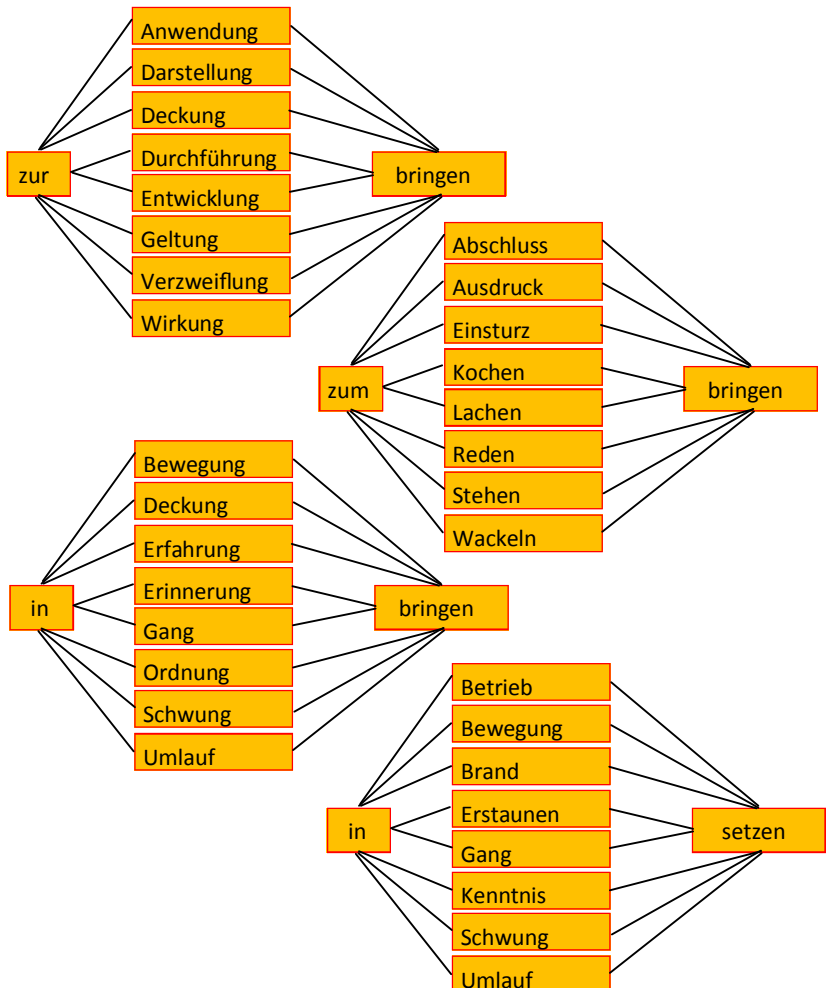 Anwendung
Darstellung
Deckung
Durchführung
zur
bringen
Entwicklung
Geltung
Verzweiflung
Wirkung
Abschluss
Ausdruck
Einsturz
Kochen
zum
bringen
Lachen
Reden
Stehen
Wackeln
Bewegung
Deckung
Erfahrung
Erinnerung
in
bringen
Gang
Ordnung
Schwung
Umlauf
Betrieb
Bewegung
Brand
Erstaunen
in
setzen
Gang
Kenntnis
Schwung
Umlauf